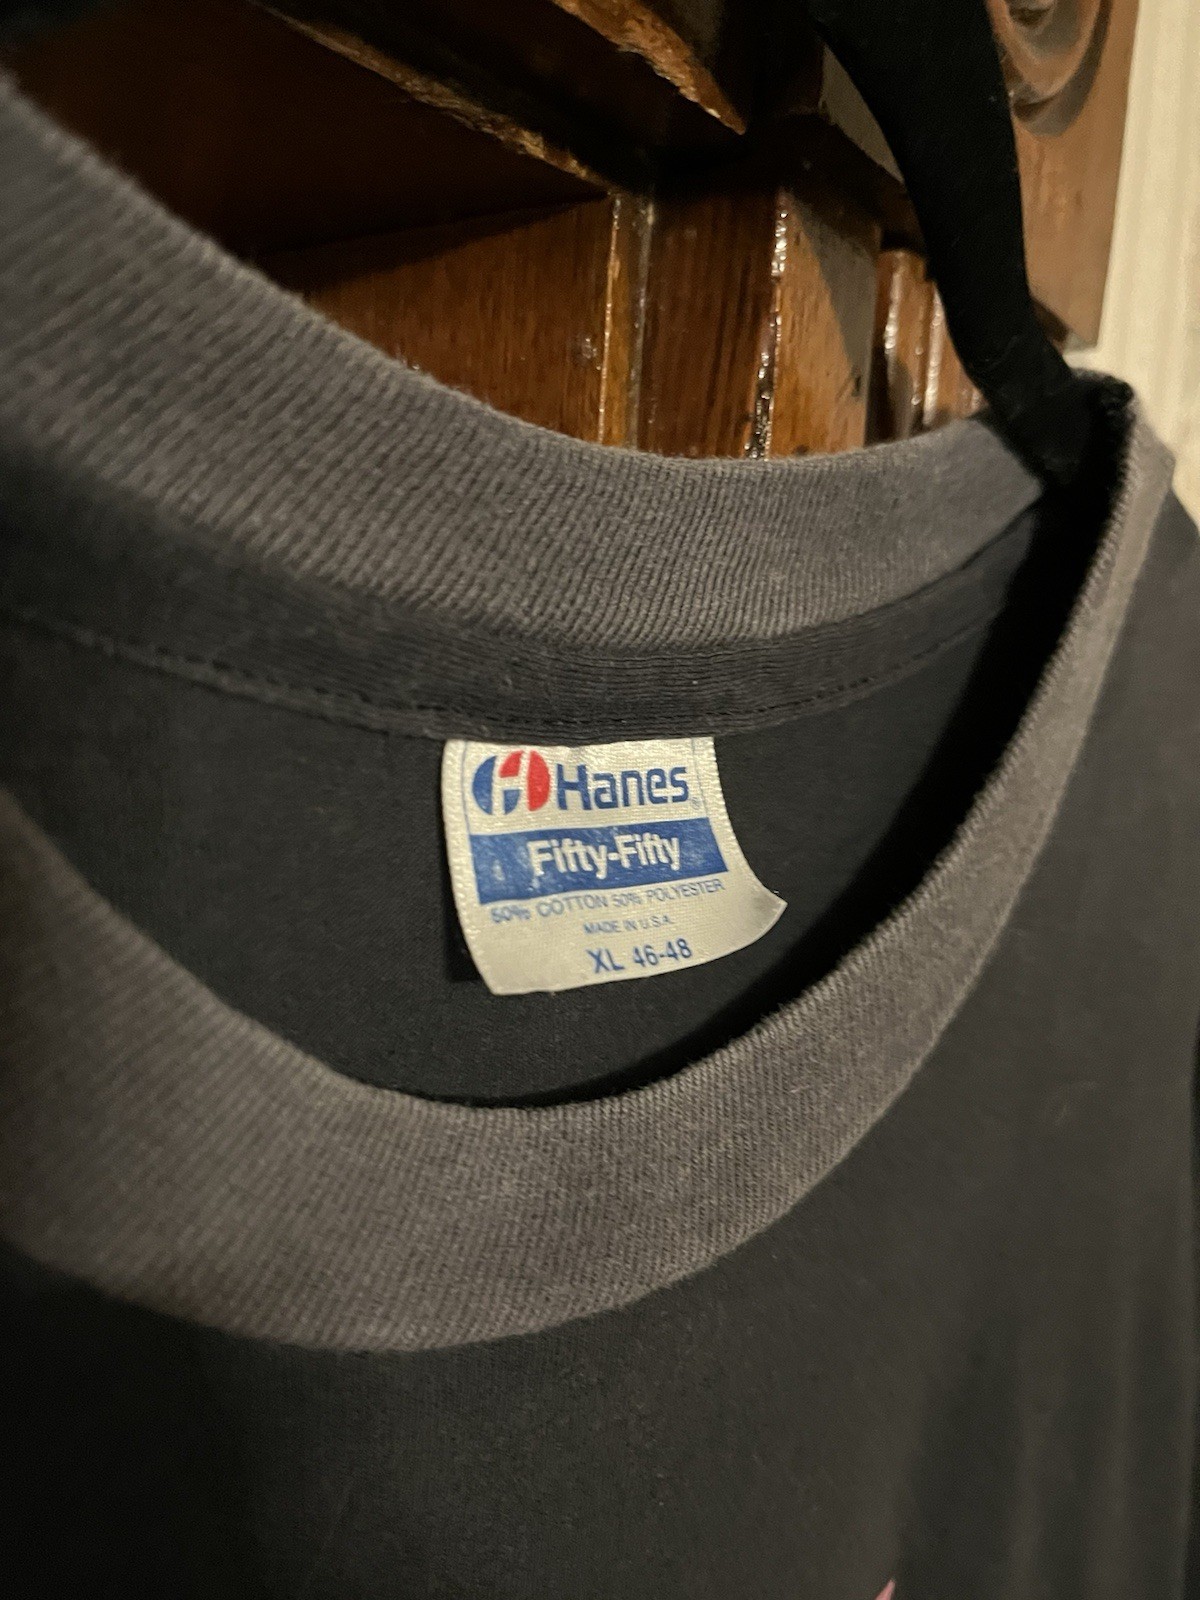 Hanes®
Fifty-Fifty
50% COTTON 50% POLYESTER
MADE IN U.S.A.
XL 46-48